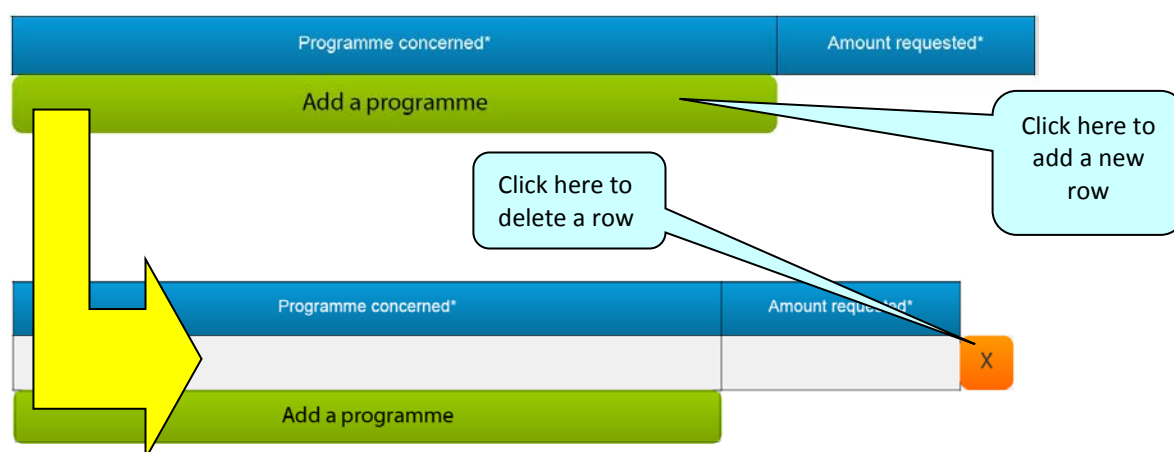 Programme concerned* Amount requested*
Add a programme
Click here to
add a new
row
Click here to
delete a row
Programme concerned* Amount requested*
X
Add a programme